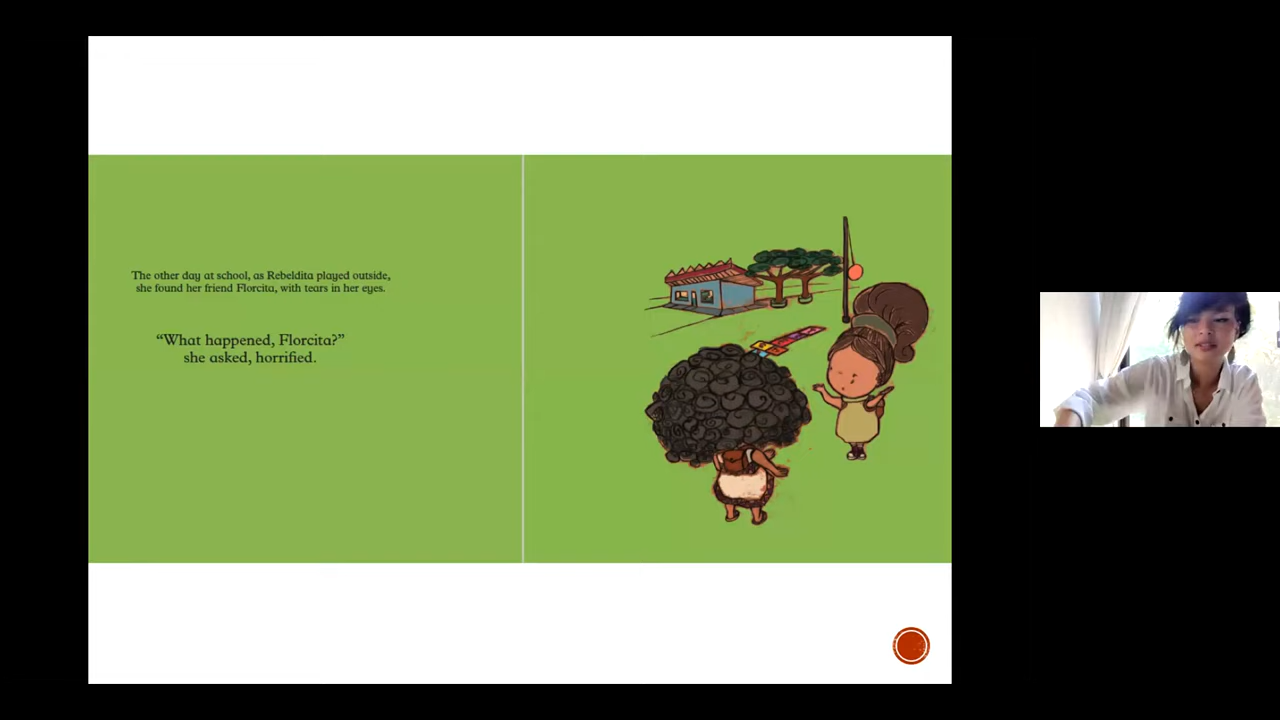 The other day at school, as Rebeldita played outside,
she found her friend Florcita, with tears in her eyes.
“What happened, Florcita?”
she asked, horrified.